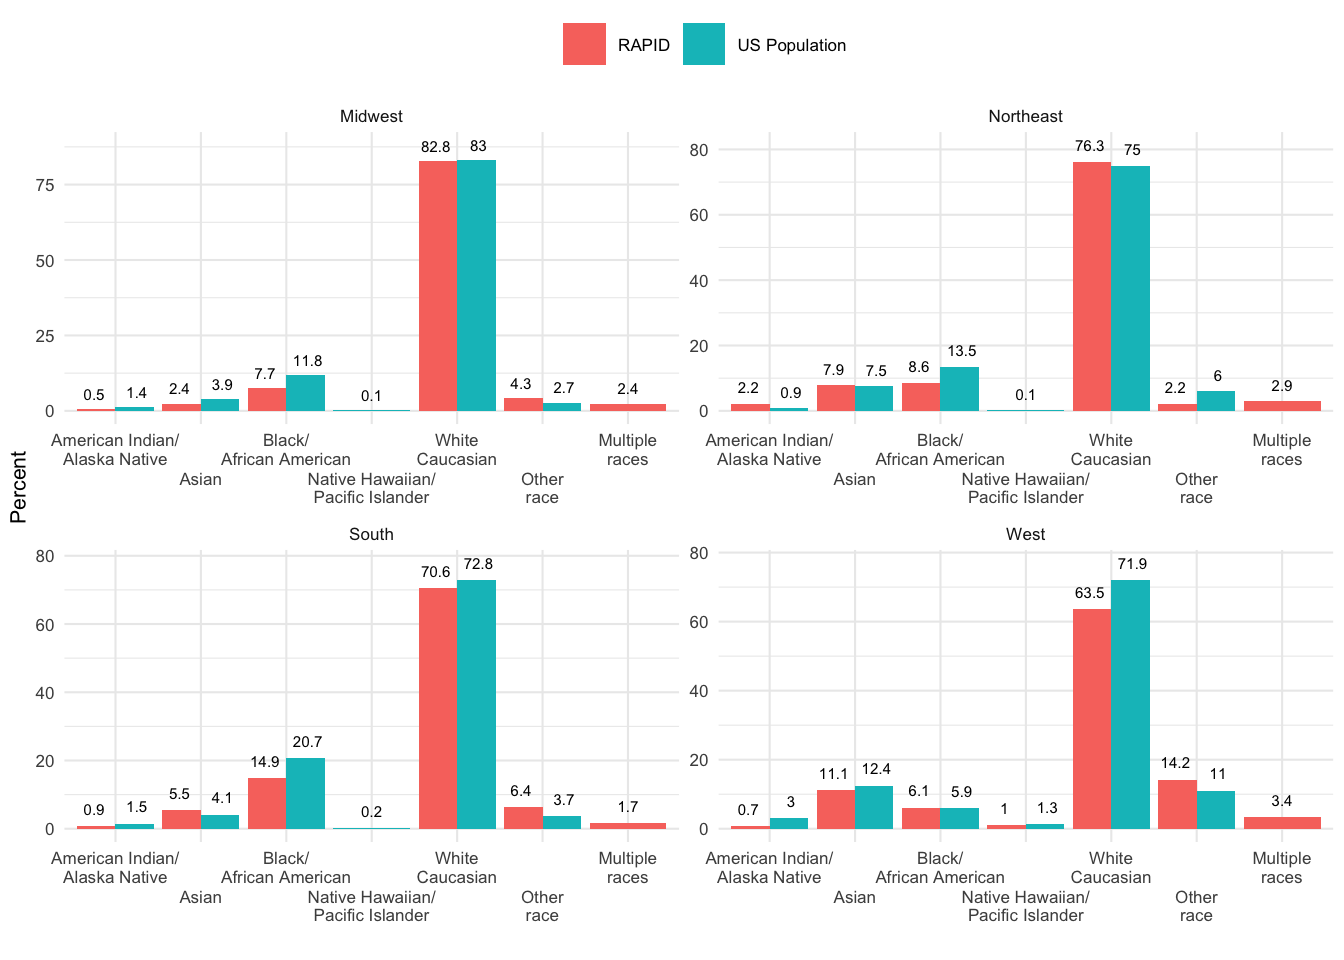 RAPID US Population
Midwest
Northeast
Percent
75
50
25
0
0.5 1.4 2.4 3.9 7.7 11.8 0.1 82.8 83 4.3 2.7 2.4
American Indian/
Alaska Native
Asian
Black/
African American
Native Hawaiian/
Pacific Islander
White
Caucasian
Other
race
Multiple
races
80
60
40
20
0
2.2 0.9 7.9 7.5 8.6 13.5 0.1 76.3 75 2.2 6 2.9
American Indian/
Alaska Native
Asian
Black/
African American
Native Hawaiian/
Pacific Islander
White
Caucasian
Other
race
Multiple
races
South
80
60
40
20
0
0.9 1.5 5.5 4.1 14.9 20.7 0.2 70.6 72.8 6.4 3.7 1.7
American Indian/
Alaska Native
Asian
Black/
African American
Native Hawaiian/
Pacific Islander
White
Caucasian
Other
race
Multiple
races
West
80
60
40
20
0
0.7 3 11.1 12.4 6.1 5.9 1 1.3 63.5 71.9 14.2 11 3.4
American Indian/
Alaska Native
Asian
Black/
African American
Native Hawaiian/
Pacific Islander
White
Caucasian
Other
race
Multiple
races